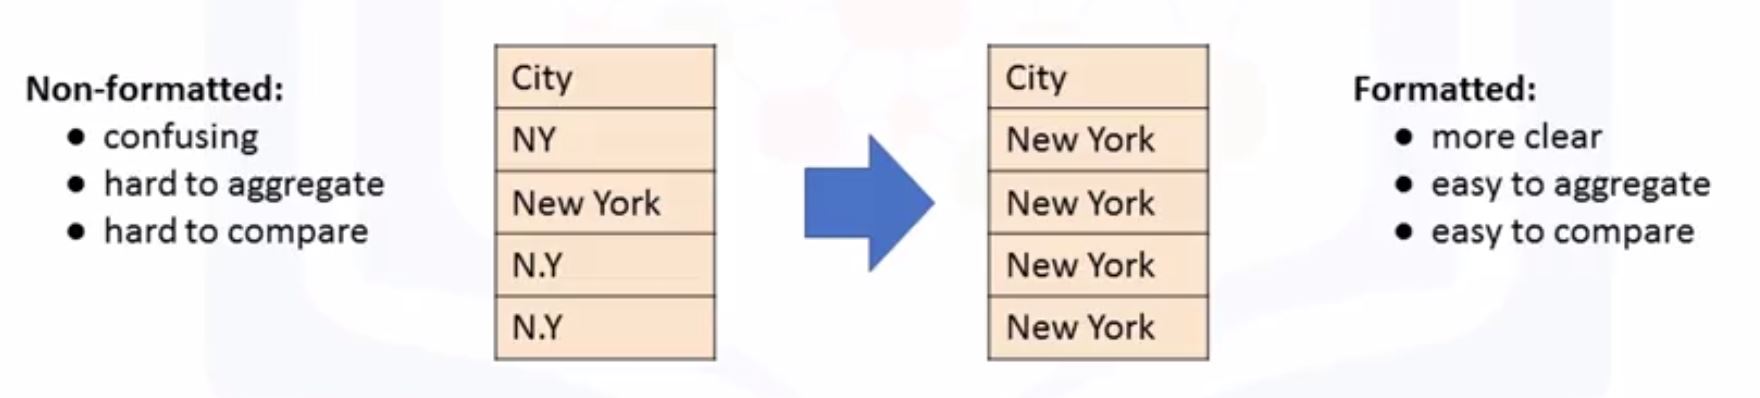 Non-formatted:
● confusing
● hard to aggregate
● hard to compare
City
NY
New York
N.Y
N.Y
City
New York
New York
New York
New York
Formatted:
● more clear
● easy to aggregate
● easy to compare